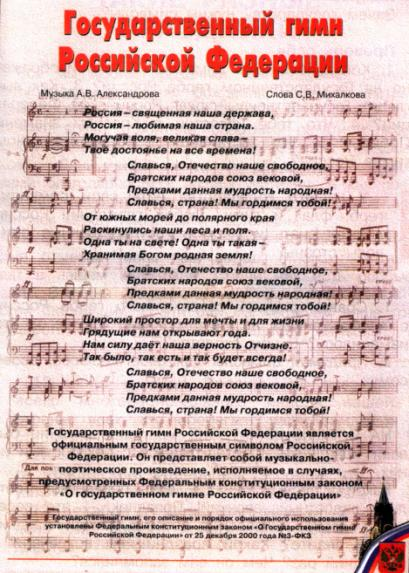 Государственный гимн
Российской Федерации
Музыка А.В. Александрова Слова С.В. Михалкова
Россия – священная наша держава,
Россия – любимая наша страна.
Могучая воля, великая слава –
Твоё достоянье на все времена!
Славься, Отечество наше свободное,
Братских народов союз вековой,
Предками данная мудрость народная!
Славься, страна! Мы гордимся тобой!
От южных морей до полярного края
Раскинулись наши леса и поля.
Одна ты на свете! Одна ты такая –
Хранимая Богом родная земля!
Славься, Отечество наше свободное,
Братских народов союз вековой,
Предками данная мудрость народная!
Славься, страна! Мы гордимся тобой!
Широкий простор для мечты и для жизни
Грядущие нам открывают года.
Нам силу даёт наша верность Отчизне.
Так было, так есть и так будет всегда!
Славься, Отечество наше свободное,
Братских народов союз вековой,
Предками данная мудрость народная!
Славься, страна! Мы гордимся тобой!
Государственный гимн Российской Федерации является
официальным государственным символом Российской
Федерации. Он представляет собой музыкально-
поэтическое произведение, исполняемое в случаях,
предусмотренных Федеральным конституционным законом
«О государственном гимне Российской Федерации»
Государственный гимн, его описание и порядок официального использования
установлены Федеральным конституционным законом «О Государственном гимне
Российской Федерации» от 25 декабря 2000 года №3-ФКЗ